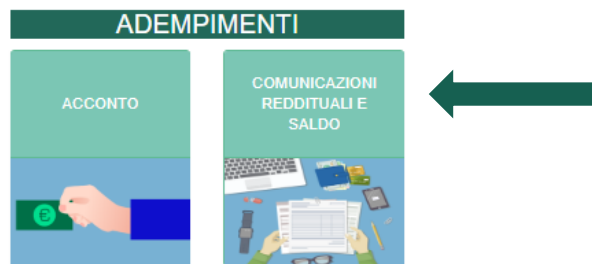 ADEMPIMENTI
ACCONTO
COMUNICAZIONI
REDDITUALI E
SALDO
€